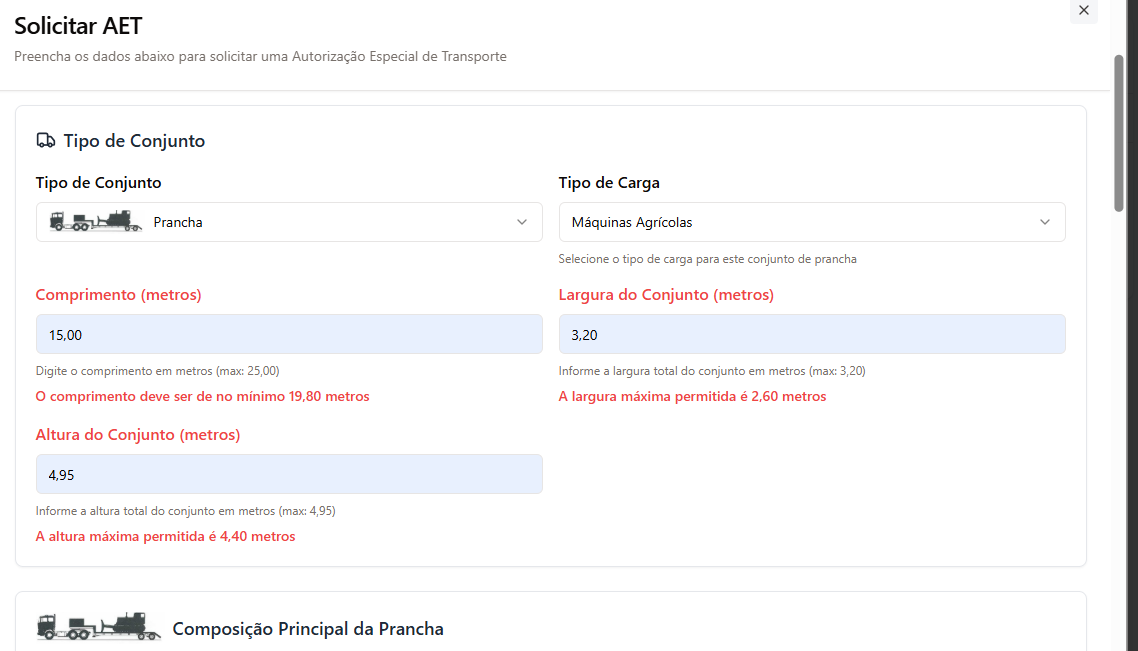 Solicitar AET
Preencha os dados abaixo para solicitar uma Autorização Especial de Transporte
Tipo de Conjunto
Tipo de Conjunto
Prancha
Tipo de Carga
Máquinas Agrícolas
Selecione o tipo de carga para este conjunto de prancha
Comprimento (metros)
15,00
Digite o comprimento em metros (max: 25,00)
O comprimento deve ser de no mínimo 19,80 metros
Largura do Conjunto (metros)
3,20
Informe a largura total do conjunto em metros (max: 3,20)
A largura máxima permitida é 2,60 metros
Altura do Conjunto (metros)
4,95
Informe a altura total do conjunto em metros (max: 4,95)
A altura máxima permitida é 4,40 metros
Composição Principal da Prancha